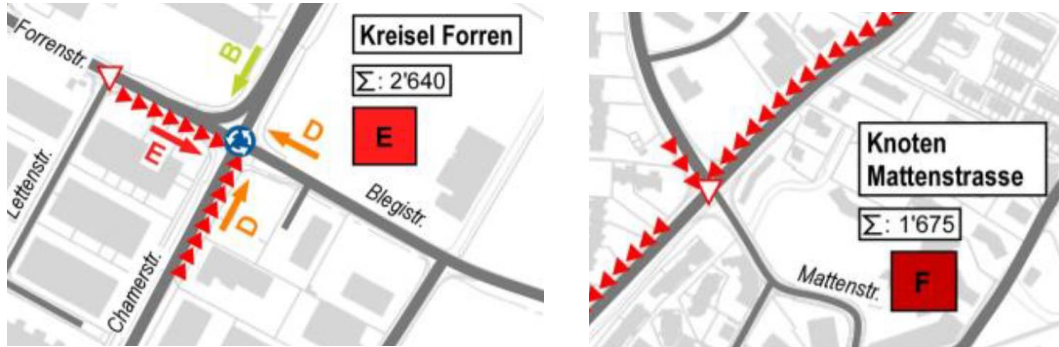 Forrenstr.
B
Kreisel Forren
Σ: 2'640
E
E
D
D
Lettenstr.
Blegistr.
Chamerstr.
Knoten
Mattenstrasse
Σ: 1'675
F
Mattenstr.